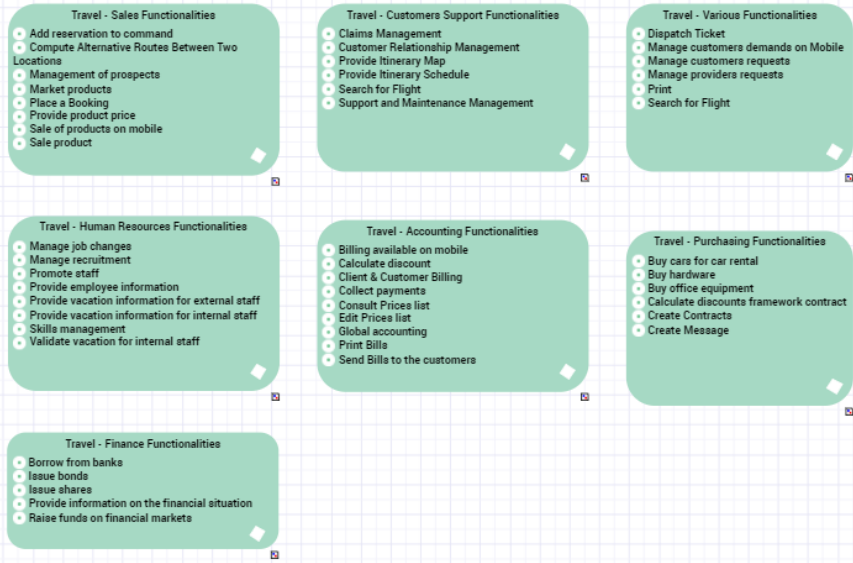 Travel - Sales Functionalities
Add reservation to command
Compute Alternative Routes Between Two
Locations
Management of prospects
Market products
Place a Booking
Provide product price
Sale of products on mobile
Sale product
Travel - Customers Support Functionalities
Claims Management
Customer Relationship Management
Provide Itinerary Map
Provide Itinerary Schedule
Search for Flight
Support and Maintenance Management
Travel - Various Functionalities
Dispatch Ticket
Manage customers demands on Mobile
Manage customers requests
Manage providers requests
Print
Search for Flight
Travel - Human Resources Functionalities
Manage job changes
Manage recruitment
Promote staff
Provide employee information
Provide vacation information for external staff
Provide vacation information for internal staff
Skills management
Validate vacation for internal staff
Travel - Accounting Functionalities
Billing available on mobile
Calculate discount
Client & Customer Billing
Collect payments
Consult Prices list
Edit Prices list
Global accounting
Print Bills
Send Bills to the customers
Travel - Purchasing Functionalities
Buy cars for car rental
Buy hardware
Buy office equipment
Calculate discounts framework contract
Create Contracts
Create Message
Travel - Finance Functionalities
Borrow from banks
Issue bonds
Issue shares
Provide information on the financial situation
Raise funds on financial markets